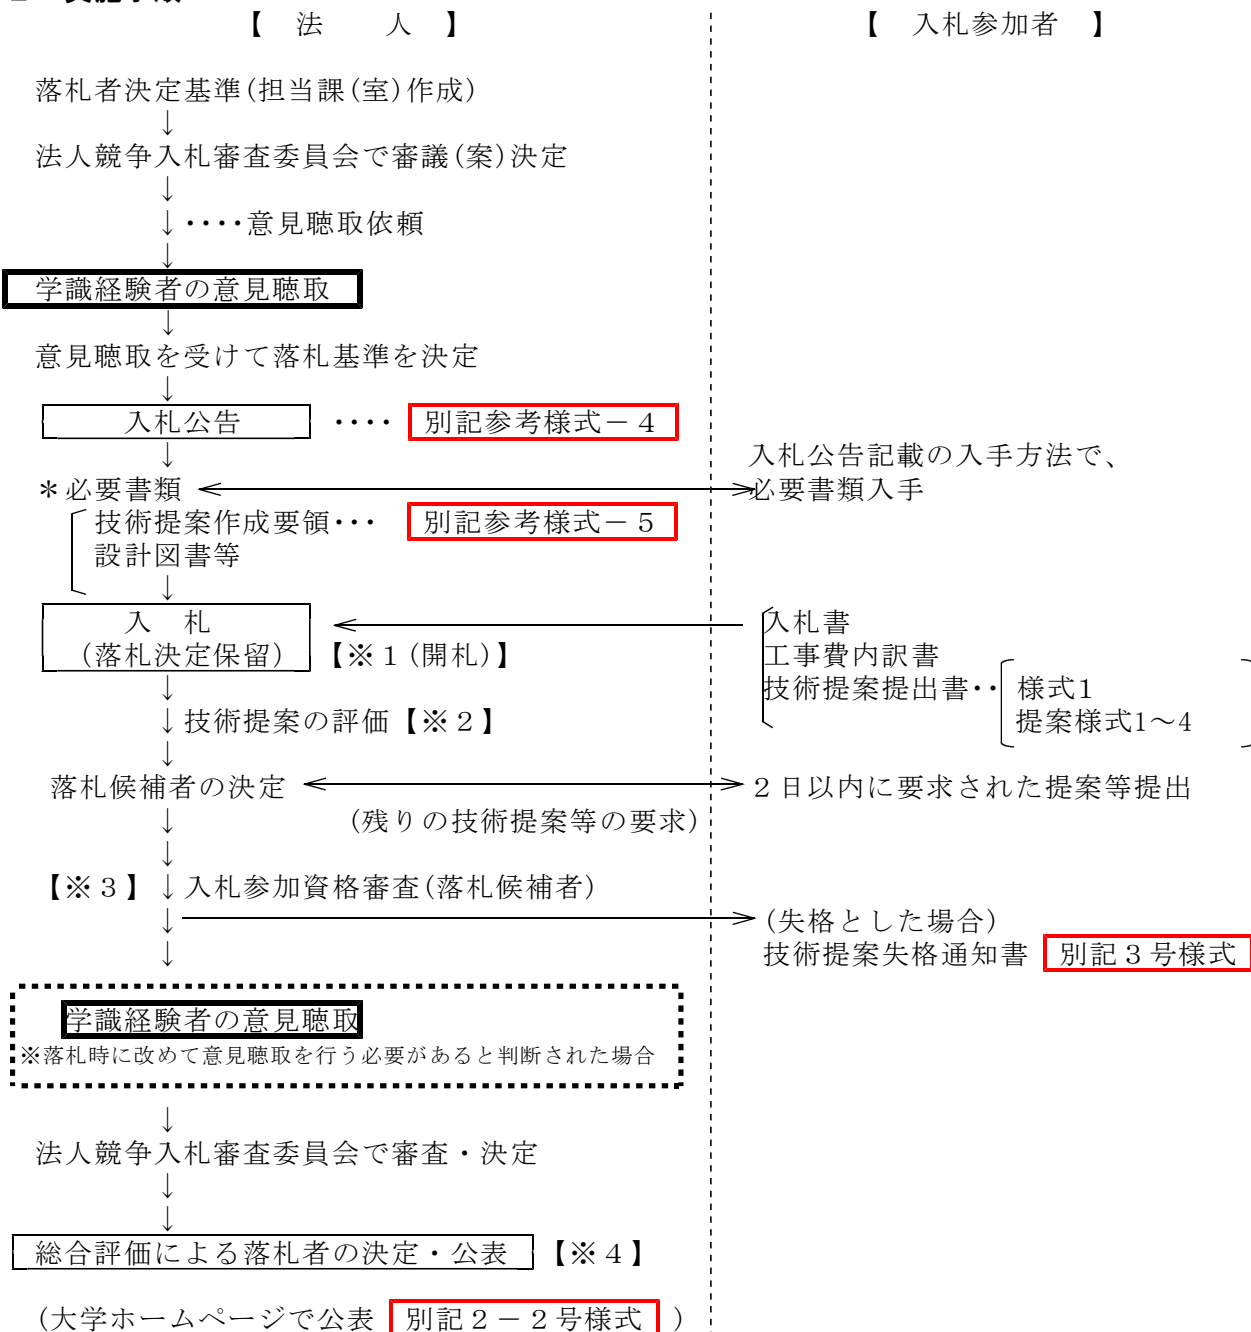 【　法　　人　】
【　入札参加者　】
落札者決定基準(担当課(室)作成)
↓
法人競争入札審査委員会で審議(案)決定
↓
↓・・・・意見聴取依頼
↓
学識経験者の意見聴取
↓
意見聴取を受けて落札基準を決定
↓
入札公告　・・・・　別記参考様式－４
↓
入札公告記載の入手方法で、
＊必要書類
必要書類入手
技術提案作成要領・・・　別記参考様式－５
設計図書等
↓
入　札
入札書
(落札決定保留)　【※１(開札)】
工事費内訳書
↓
技術提案提出書・・　様式1
↓技術提案の評価【※２】
提案様式1～4
↓
落札候補者の決定
２日以内に要求された提案等提出
↓　(残りの技術提案等の要求)
↓
【※３】↓入札参加資格審査(落札候補者)
↓
(失格とした場合)
↓
技術提案失格通知書　別記３号様式
学識経験者の意見聴取
※落札時に改めて意見聴取を行う必要があると判断された場合
↓
法人競争入札審査委員会で審査・決定
↓
↓
総合評価による落札者の決定・公表　【※４】
(大学ホームページで公表　別記２－２号様式　)